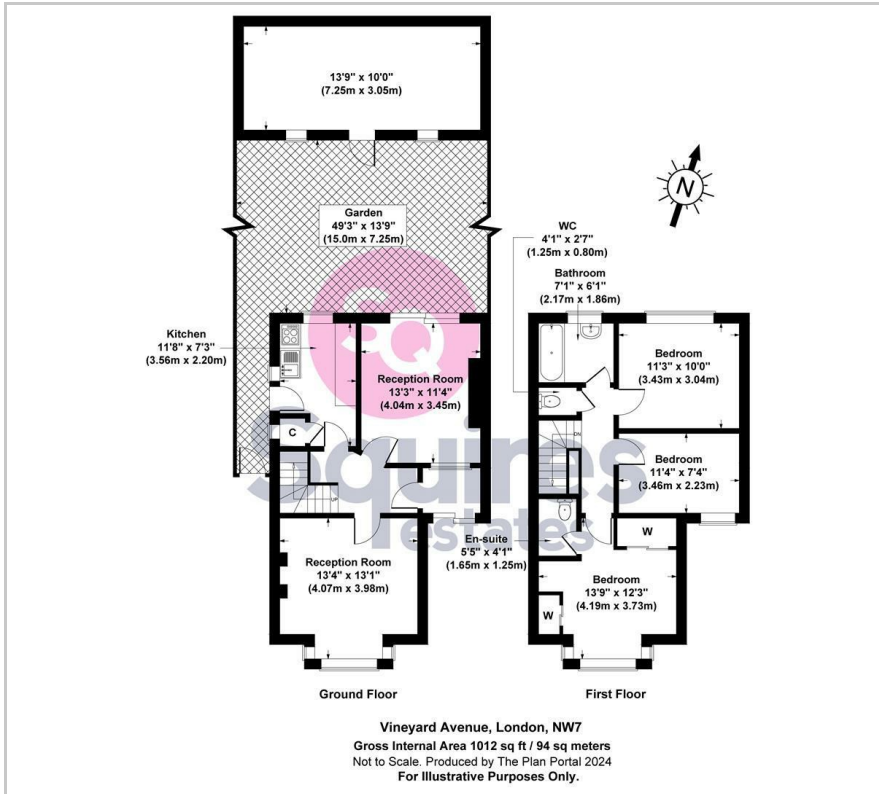 13'9" x 10'0"
(7.25m x 3.05m)
N
Garden
49'3" x 13'9"
(15.0m x 7.25m)
WC
4'1" x 2'7"
(1.25m x 0.80m)
Bathroom
7'1" x 6'1"
(2.17m x 1.86m)
Kitchen
11'8" x 7'3"
(3.56m x 2.20m)
Reception Room
13'3" x 11'4"
(4.04m x 3.45m)
C
UP
Reception Room
13'4" x 13'1"
(4.07m x 3.98m)
Bedroom
11'3" x 10'0"
(3.43m x 3.04m)
DN
Bedroom
11'4" x 7'4"
(3.46m x 2.23m)
En-suite
5'5" x 4'1"
(1.65m x 1.25m)
W
Bedroom
13'9" x 12'3"
(4.19m x 3.73m)
W
SQ
Squires
estates
Ground Floor
First Floor
Vineyard Avenue, London, NW7
Gross Internal Area 1012 sq ft / 94 sq meters
Not to Scale. Produced by The Plan Portal 2024
For Illustrative Purposes Only.